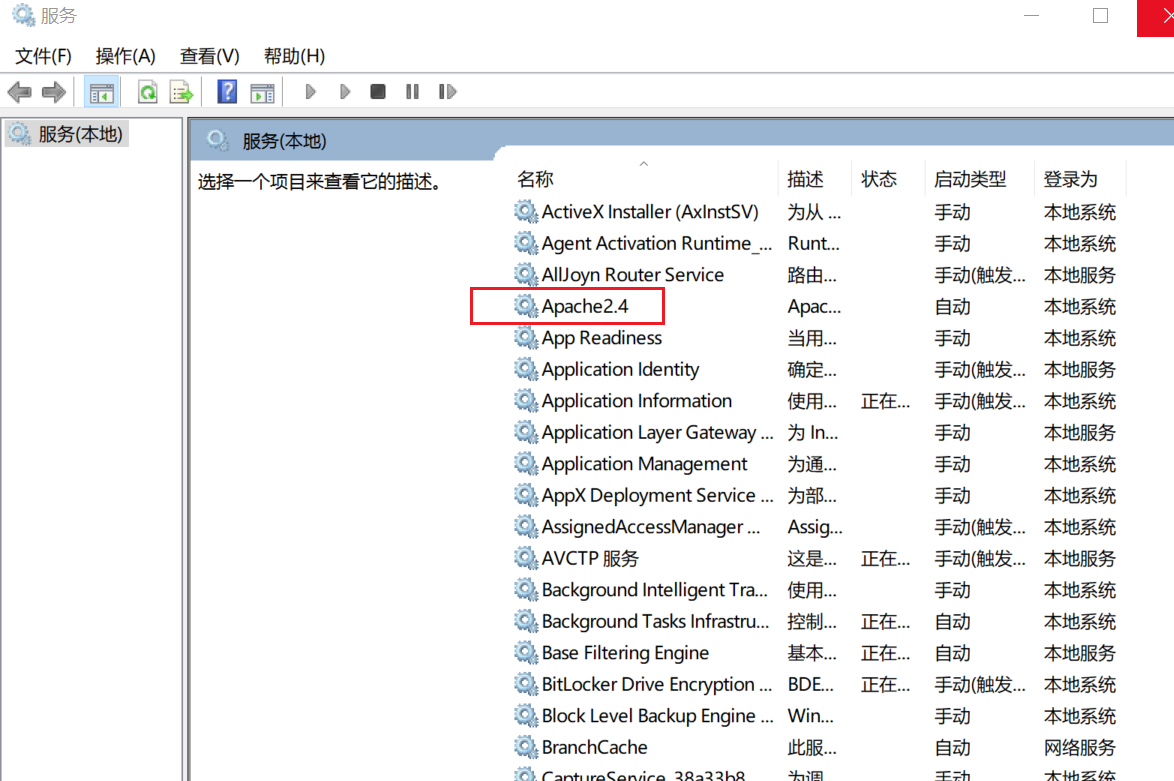 服务
文件(F) 操作(A) 查看(V) 帮助(H)
服务(本地)
服务(本地)
选择一个项目来查看它的描述。
名称 描述 状态 启动类型 登录为
ActiveX Installer (AxInstSV) 为从 ... 手动 本地系统
Agent Activation Runtime_... Runt... 手动 本地系统
AllJoyn Router Service 路由... 手动(触发... 本地服务
Apache2.4 Apac... 自动 本地系统
App Readiness 当用... 手动 本地系统
Application Identity 确定... 手动(触发... 本地服务
Application Information 使用... 正在... 手动(触发... 本地系统
Application Layer Gateway ... 为 In... 手动 本地服务
Application Management 为通... 手动 本地系统
AppX Deployment Service ... 为部... 手动 本地系统
AssignedAccessManager ... Assig... 手动(触发... 本地系统
AVCTP 服务 这是... 正在... 手动(触发... 本地服务
Background Intelligent Tra... 使用... 手动 本地系统
Background Tasks Infrastru... 控制... 正在... 自动 本地系统
Base Filtering Engine 基本... 正在... 自动 本地服务
BitLocker Drive Encryption ... BDE... 正在... 手动(触发... 本地系统
Block Level Backup Engine ... Win... 手动 本地系统
BranchCache 此服... 自动 网络服务
CaptureService_38a33b8 为调... 手动 本地系统